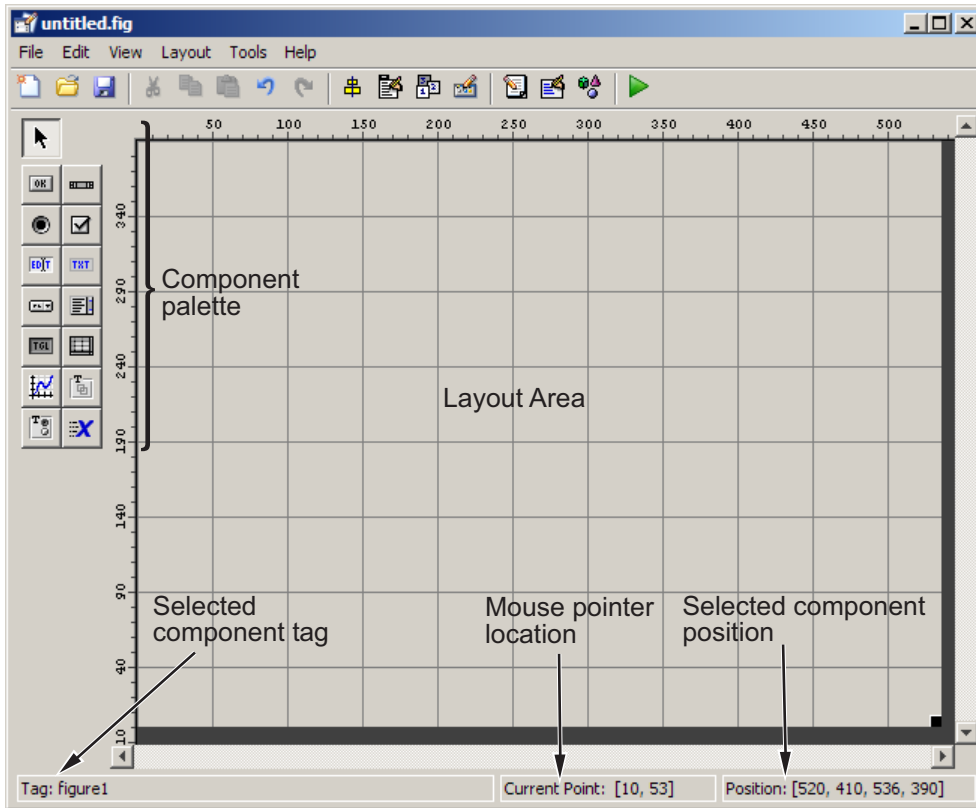 untitled.fig
File Edit View Layout Tools Help
50 100 150 200 250 300 350 400 450 500
OK
340
EDIT TXT
290
Component
palette
TGL
240
Layout Area
190
140
90
Selected
component tag
Mouse pointer
location
Selected component
position
40
10
Tag: figure1
Current Point: [10, 53]
Position: [520, 410, 536, 390]